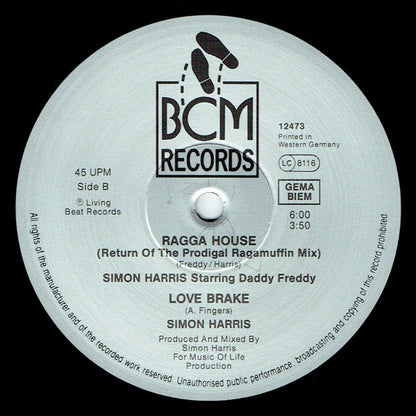 BCM
RECORDS
12473
Printed in
Western Germany
LC 8116
GEMA
BIEM
45 UPM
Side B
℗ Living
Beat Records
6:00
3:50
RAGGA HOUSE
(Return Of The Prodigal Ragamuffin Mix)
(Freddy/Harris)
SIMON HARRIS Starring Daddy Freddy
LOVE BRAKE
(A. Fingers)
SIMON HARRIS
Produced And Mixed By
Simon Harris
For Music Of Life
Production
All rights of the manufacturer and of the owner of the recorded work reserved. Unauthorised public performance, broadcasting and copying of this record prohibited.